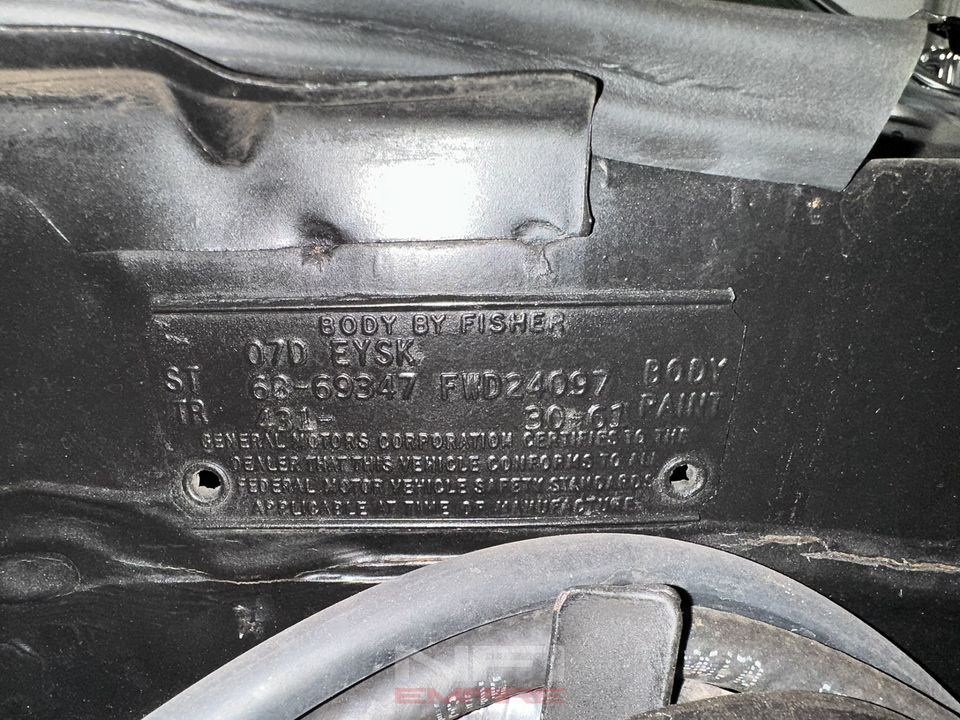 BODY BY FISHER
07D EYSK
ST 68-69347 FWD24097 BODY
TR 431- 30-61 PAINT
GENERAL MOTORS CORPORATION CERTIFIES TO THE
DEALER THAT THIS VEHICLE CONFORMS TO ALL
FEDERAL MOTOR VEHICLE SAFETY STANDARDS
APPLICABLE AT TIME OF MANUFACTURE
EMPIRE